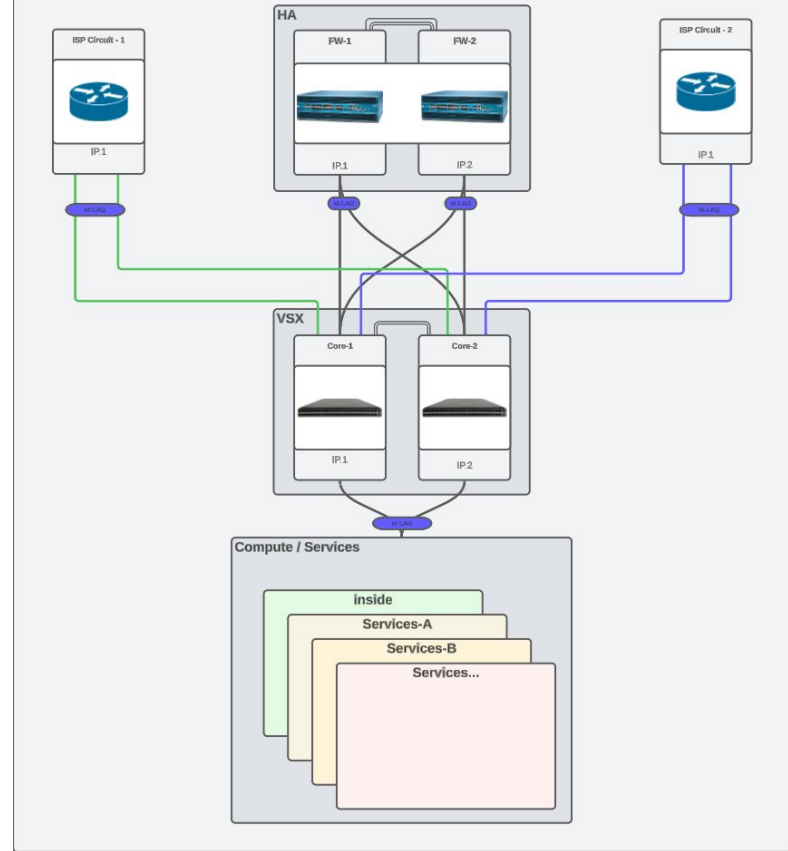 HA
ISP Circuit - 1
FW-1
FW-2
ISP Circuit - 2
IP.1
IP.1
IP.2
IP.1
M-LAG
M-LAG
M-LAG
M-LAG
VSX
Core-1
Core-2
IP.1
IP.2
M-LAG
Compute / Services
inside
Services-A
Services-B
Services...